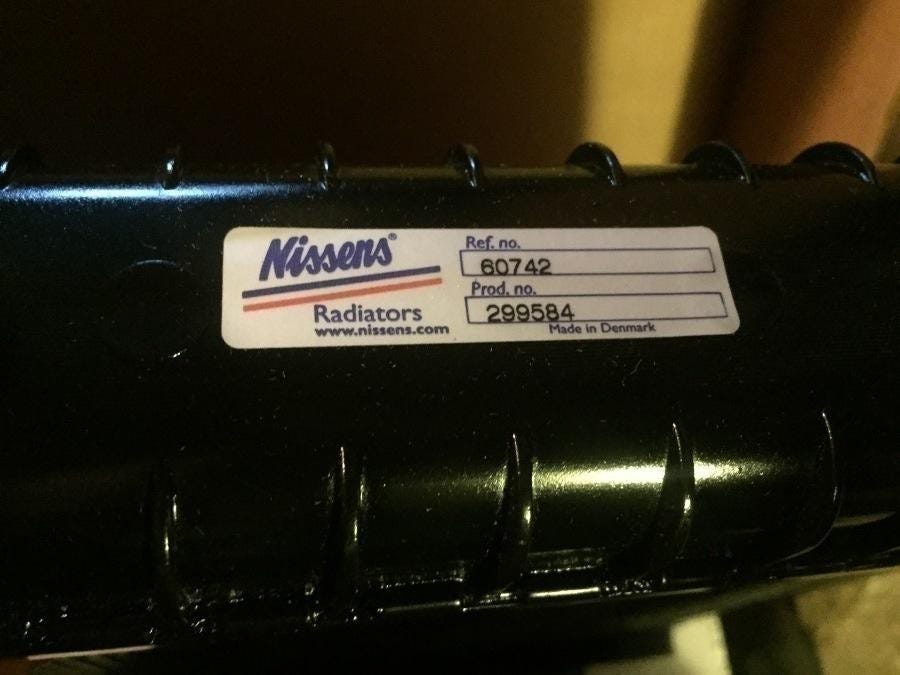 Nissens®
Radiators
www.nissens.com
Ref. no.
60742
Prod. no.
299584
Made in Denmark